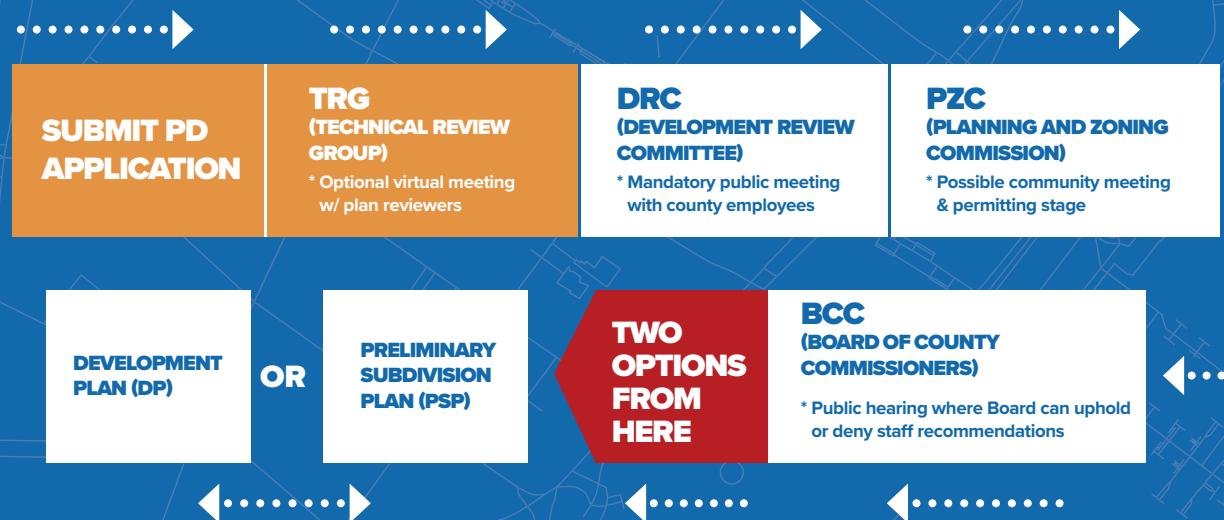 SUBMIT PD
APPLICATION
TRG
(TECHNICAL REVIEW
GROUP)
* Optional virtual meeting
w/ plan reviewers
DRC
(DEVELOPMENT REVIEW
COMMITTEE)
* Mandatory public meeting
with county employees
PZC
(PLANNING AND ZONING
COMMISSION)
* Possible community meeting
& permitting stage
BCC
(BOARD OF COUNTY
COMMISSIONERS)
* Public hearing where Board can uphold
or deny staff recommendations
TWO
OPTIONS
FROM
HERE
PRELIMINARY
SUBDIVISION
PLAN (PSP)
OR
DEVELOPMENT
PLAN (DP)